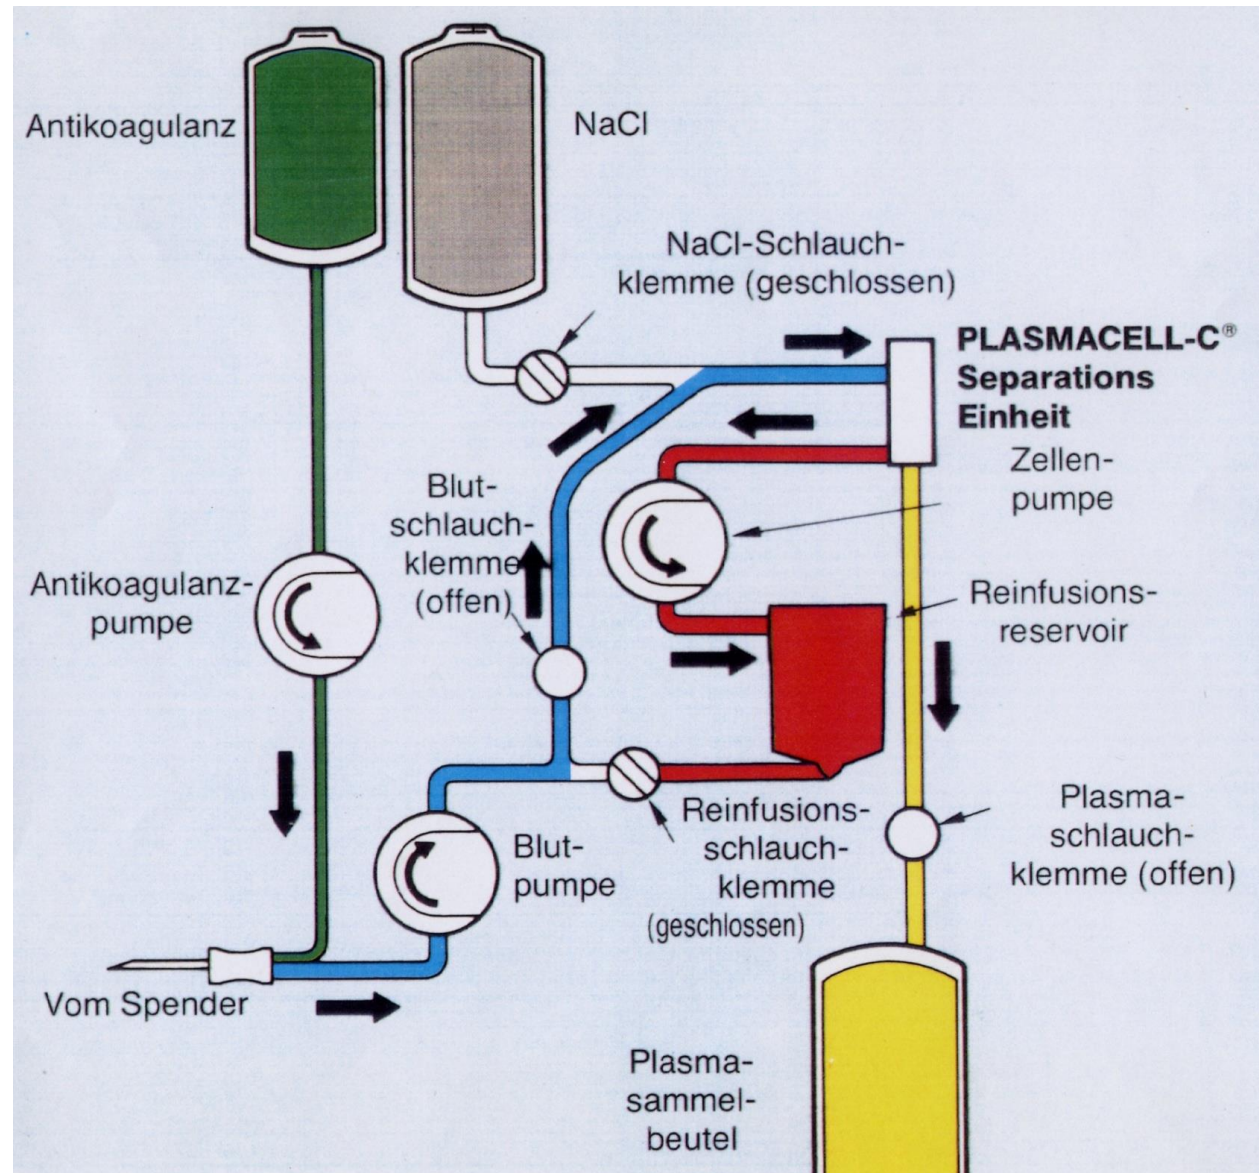 Antikoagulanz
NaCl
NaCl-Schlauch-
klemme (geschlossen)
PLASMACELL-C®
Separations
Einheit
Zellen-
pumpe
Blut-
schlauch-
klemme
(offen)
Antikoagulanz-
pumpe
Reinfusions-
reservoir
Reinfusions-
schlauch-
klemme
(geschlossen)
Plasma-
schlauch-
klemme (offen)
Blut-
pumpe
Vom Spender
Plasma-
sammel-
beutel